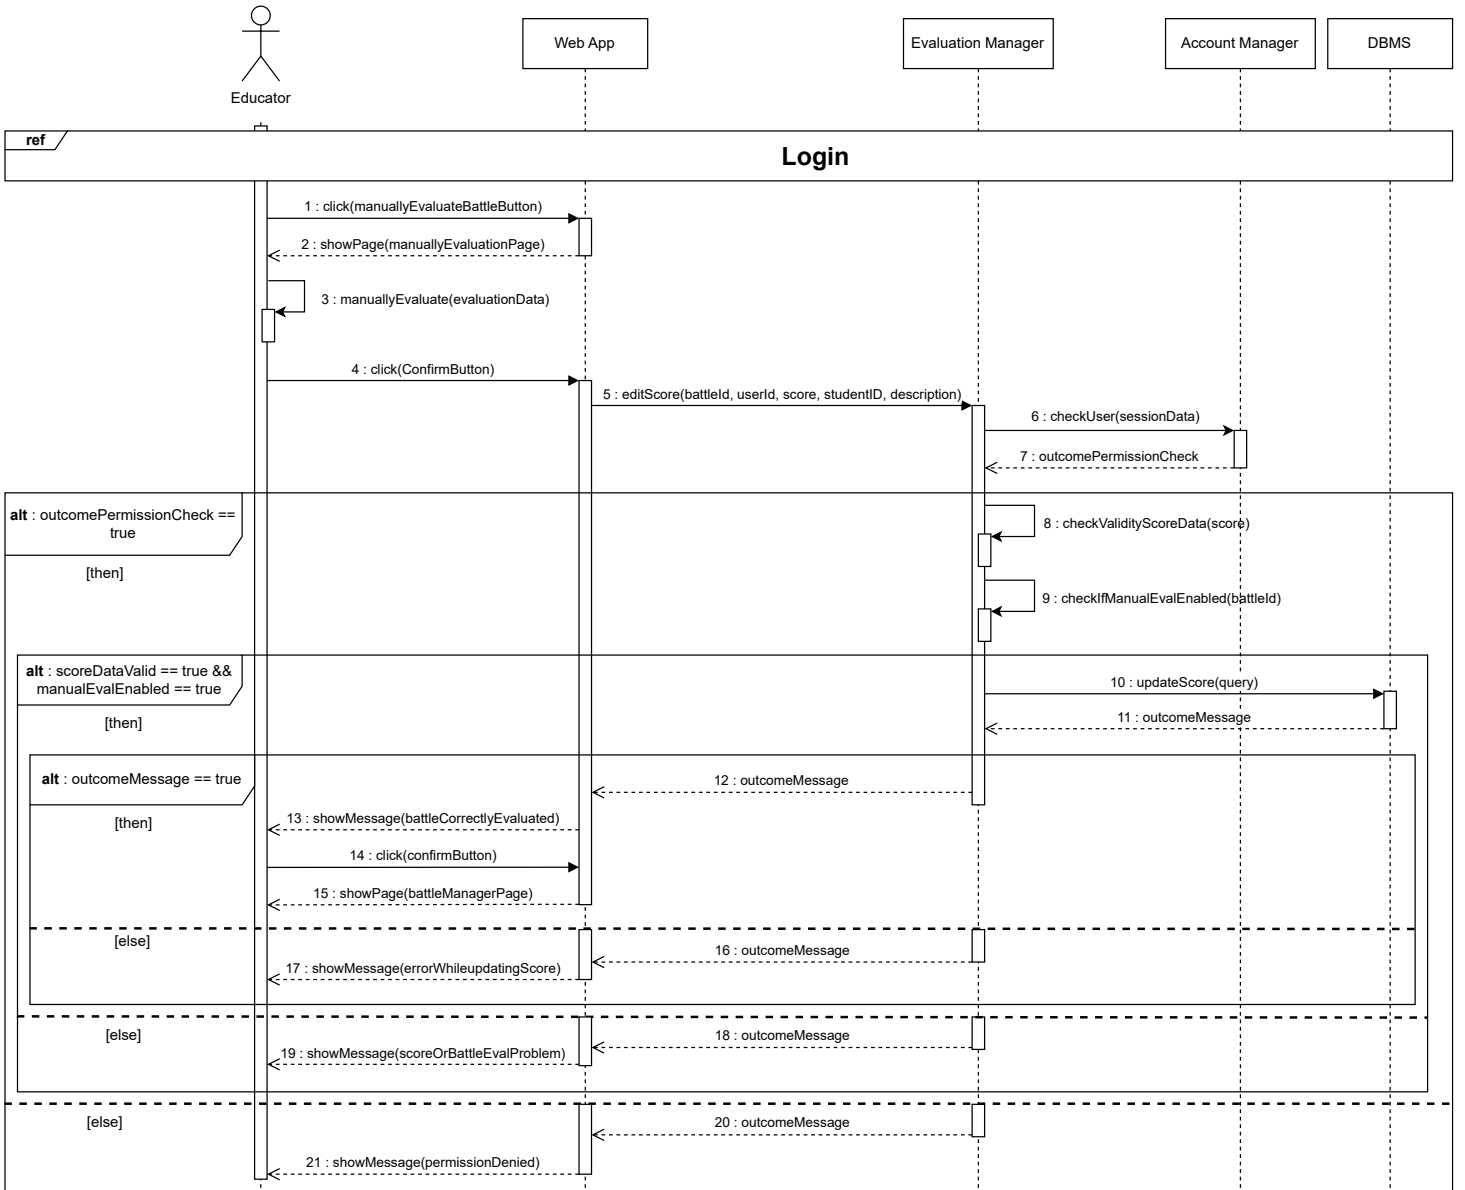 Educator
Web App
Evaluation Manager
Account Manager
DBMS
ref
Login
1 : click(manuallyEvaluateBattleButton)
2 : showPage(manuallyEvaluationPage)
3 : manuallyEvaluate(evaluationData)
4 : click(ConfirmButton)
5 : editScore(battleId, userId, score, studentID, description)
6 : checkUser(sessionData)
7 : outcomePermissionCheck
alt : outcomePermissionCheck ==
true
[then]
8 : checkValidityScoreData(score)
9 : checkIfManualEvalEnabled(battleId)
alt : scoreDataValid == true &&
manualEvalEnabled == true
[then]
10 : updateScore(query)
11 : outcomeMessage
alt : outcomeMessage == true
[then]
12 : outcomeMessage
13 : showMessage(battleCorrectlyEvaluated)
14 : click(confirmButton)
15 : showPage(battleManagerPage)
[else]
16 : outcomeMessage
17 : showMessage(errorWhileupdatingScore)
[else]
18 : outcomeMessage
19 : showMessage(scoreOrBattleEvalProblem)
[else]
20 : outcomeMessage
21 : showMessage(permissionDenied)